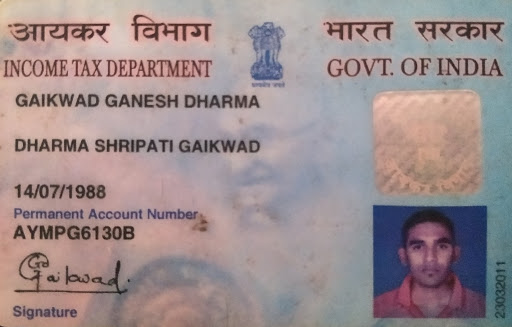 आयकर विभाग
INCOME TAX DEPARTMENT
भारत सरकार
GOVT. OF INDIA
GAIKWAD GANESH DHARMA
DHARMA SHRIPATI GAIKWAD
14/07/1988
Permanent Account Number
AYMPG6130B
Gaikwad.
Signature
23032011